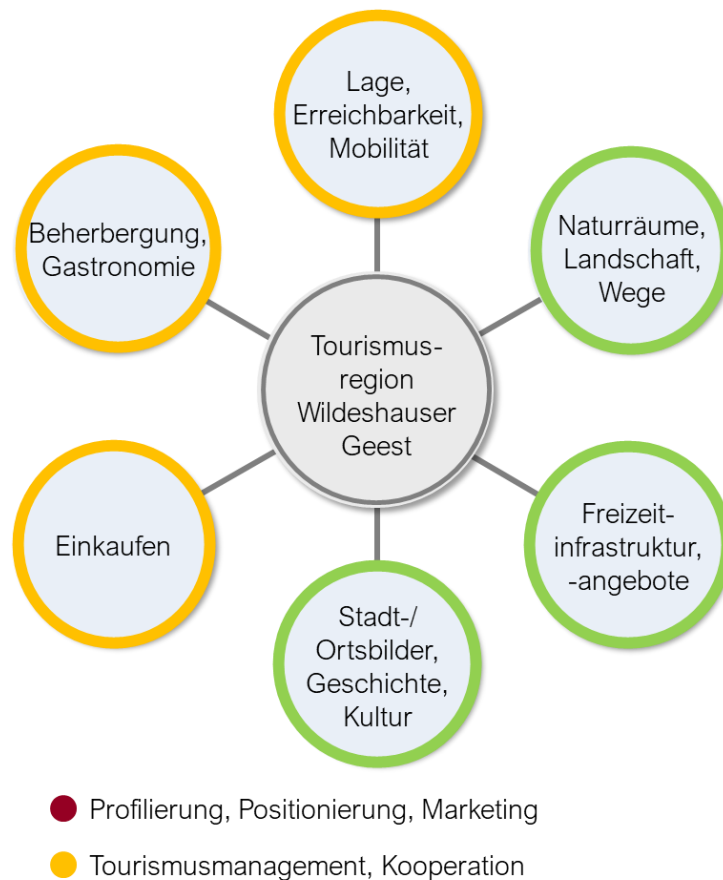 Lage,
Erreichbarkeit,
Mobilität
Beherbergung,
Gastronomie
Naturräume,
Landschaft,
Wege
Tourismus-
region
Wildeshauser
Geest
Einkaufen
Freizeit-
infrastruktur,
-angebote
Stadt-/
Ortsbilder,
Geschichte,
Kultur
Profilierung, Positionierung, Marketing
Tourismusmanagement, Kooperation